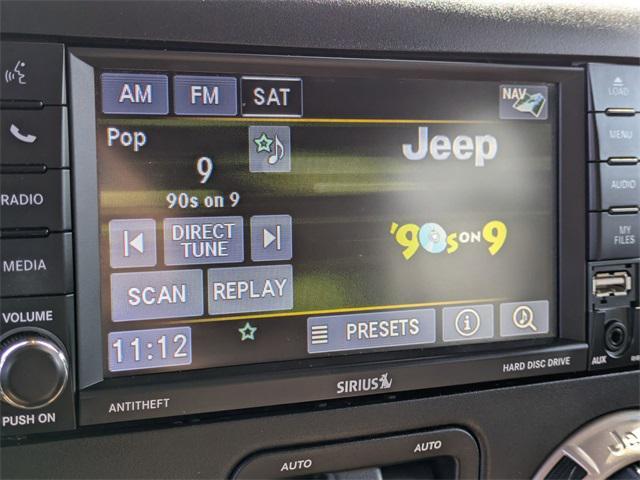 AM FM SAT NAV
Pop
9
90s on 9
Jeep
DIRECT
TUNE
'90s ON 9
SCAN REPLAY
11:12
PRESETS
VOLUME
PUSH ON
RADIO
MEDIA
LOAD
MENU
AUDIO
MY
FILES
AUX
ANTITHEFT
SIRIUS
HARD DISC DRIVE
AUTO
AUTO